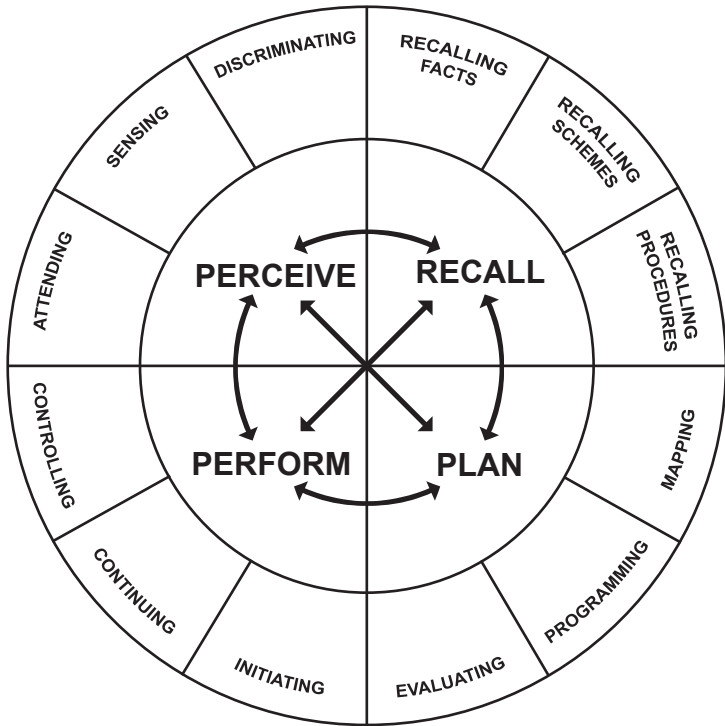 DISCRIMINATING
RECALLING
FACTS
SENSING
RECALLING
SCHEMES
ATTENDING
RECALLING
PROCEDURES
PERCEIVE
RECALL
PERFORM
PLAN
CONTROLLING
MAPPING
CONTINUING
PROGRAMMING
INITIATING
EVALUATING